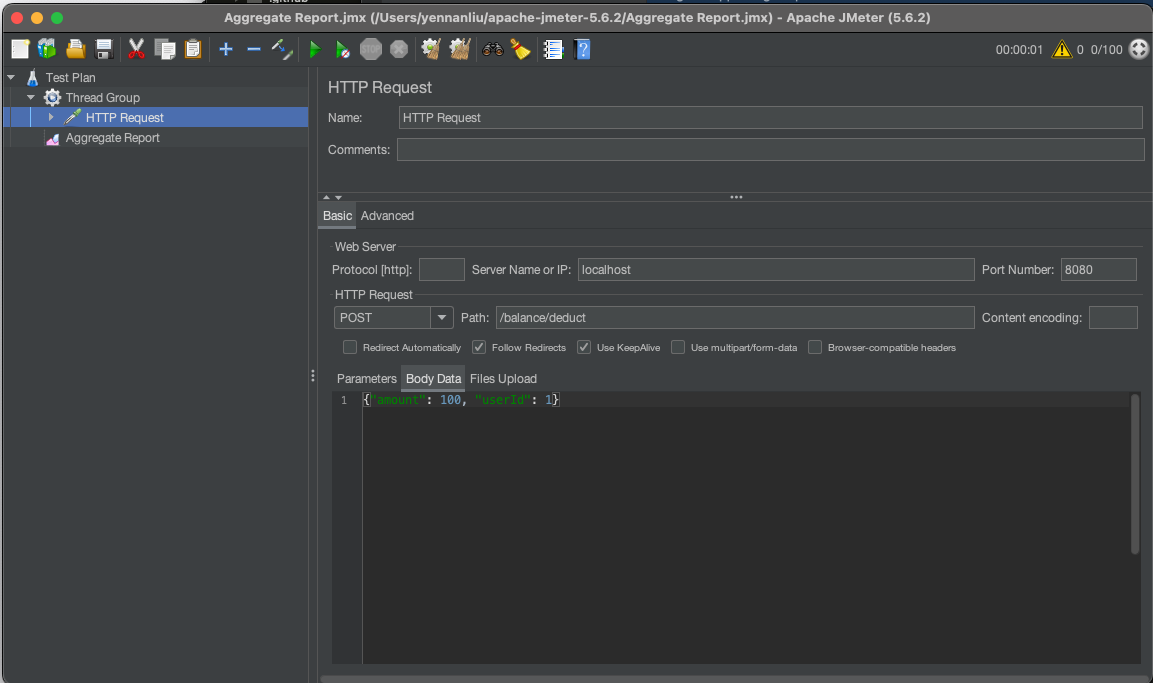 Aggregate Report.jmx (/Users/yennanliu/apache-jmeter-5.6.2/Aggregate Report.jmx) - Apache JMeter (5.6.2)
STOP
00:00:01 0 0/100
Test Plan
Thread Group
HTTP Request
Aggregate Report
HTTP Request
Name: HTTP Request
Comments:
Basic Advanced
Web Server
Protocol [http]: Server Name or IP: localhost Port Number: 8080
HTTP Request
POST Path: /balance/deduct Content encoding:
Redirect Automatically Follow Redirects Use KeepAlive Use multipart/form-data Browser-compatible headers
Parameters Body Data Files Upload
1 {"amount": 100, "userId": 1}